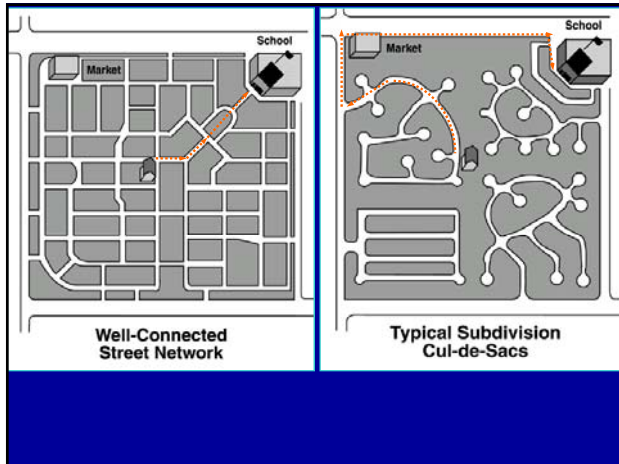 School
Market
Well-Connected
Street Network
School
Market
Typical Subdivision
Cul-de-Sacs